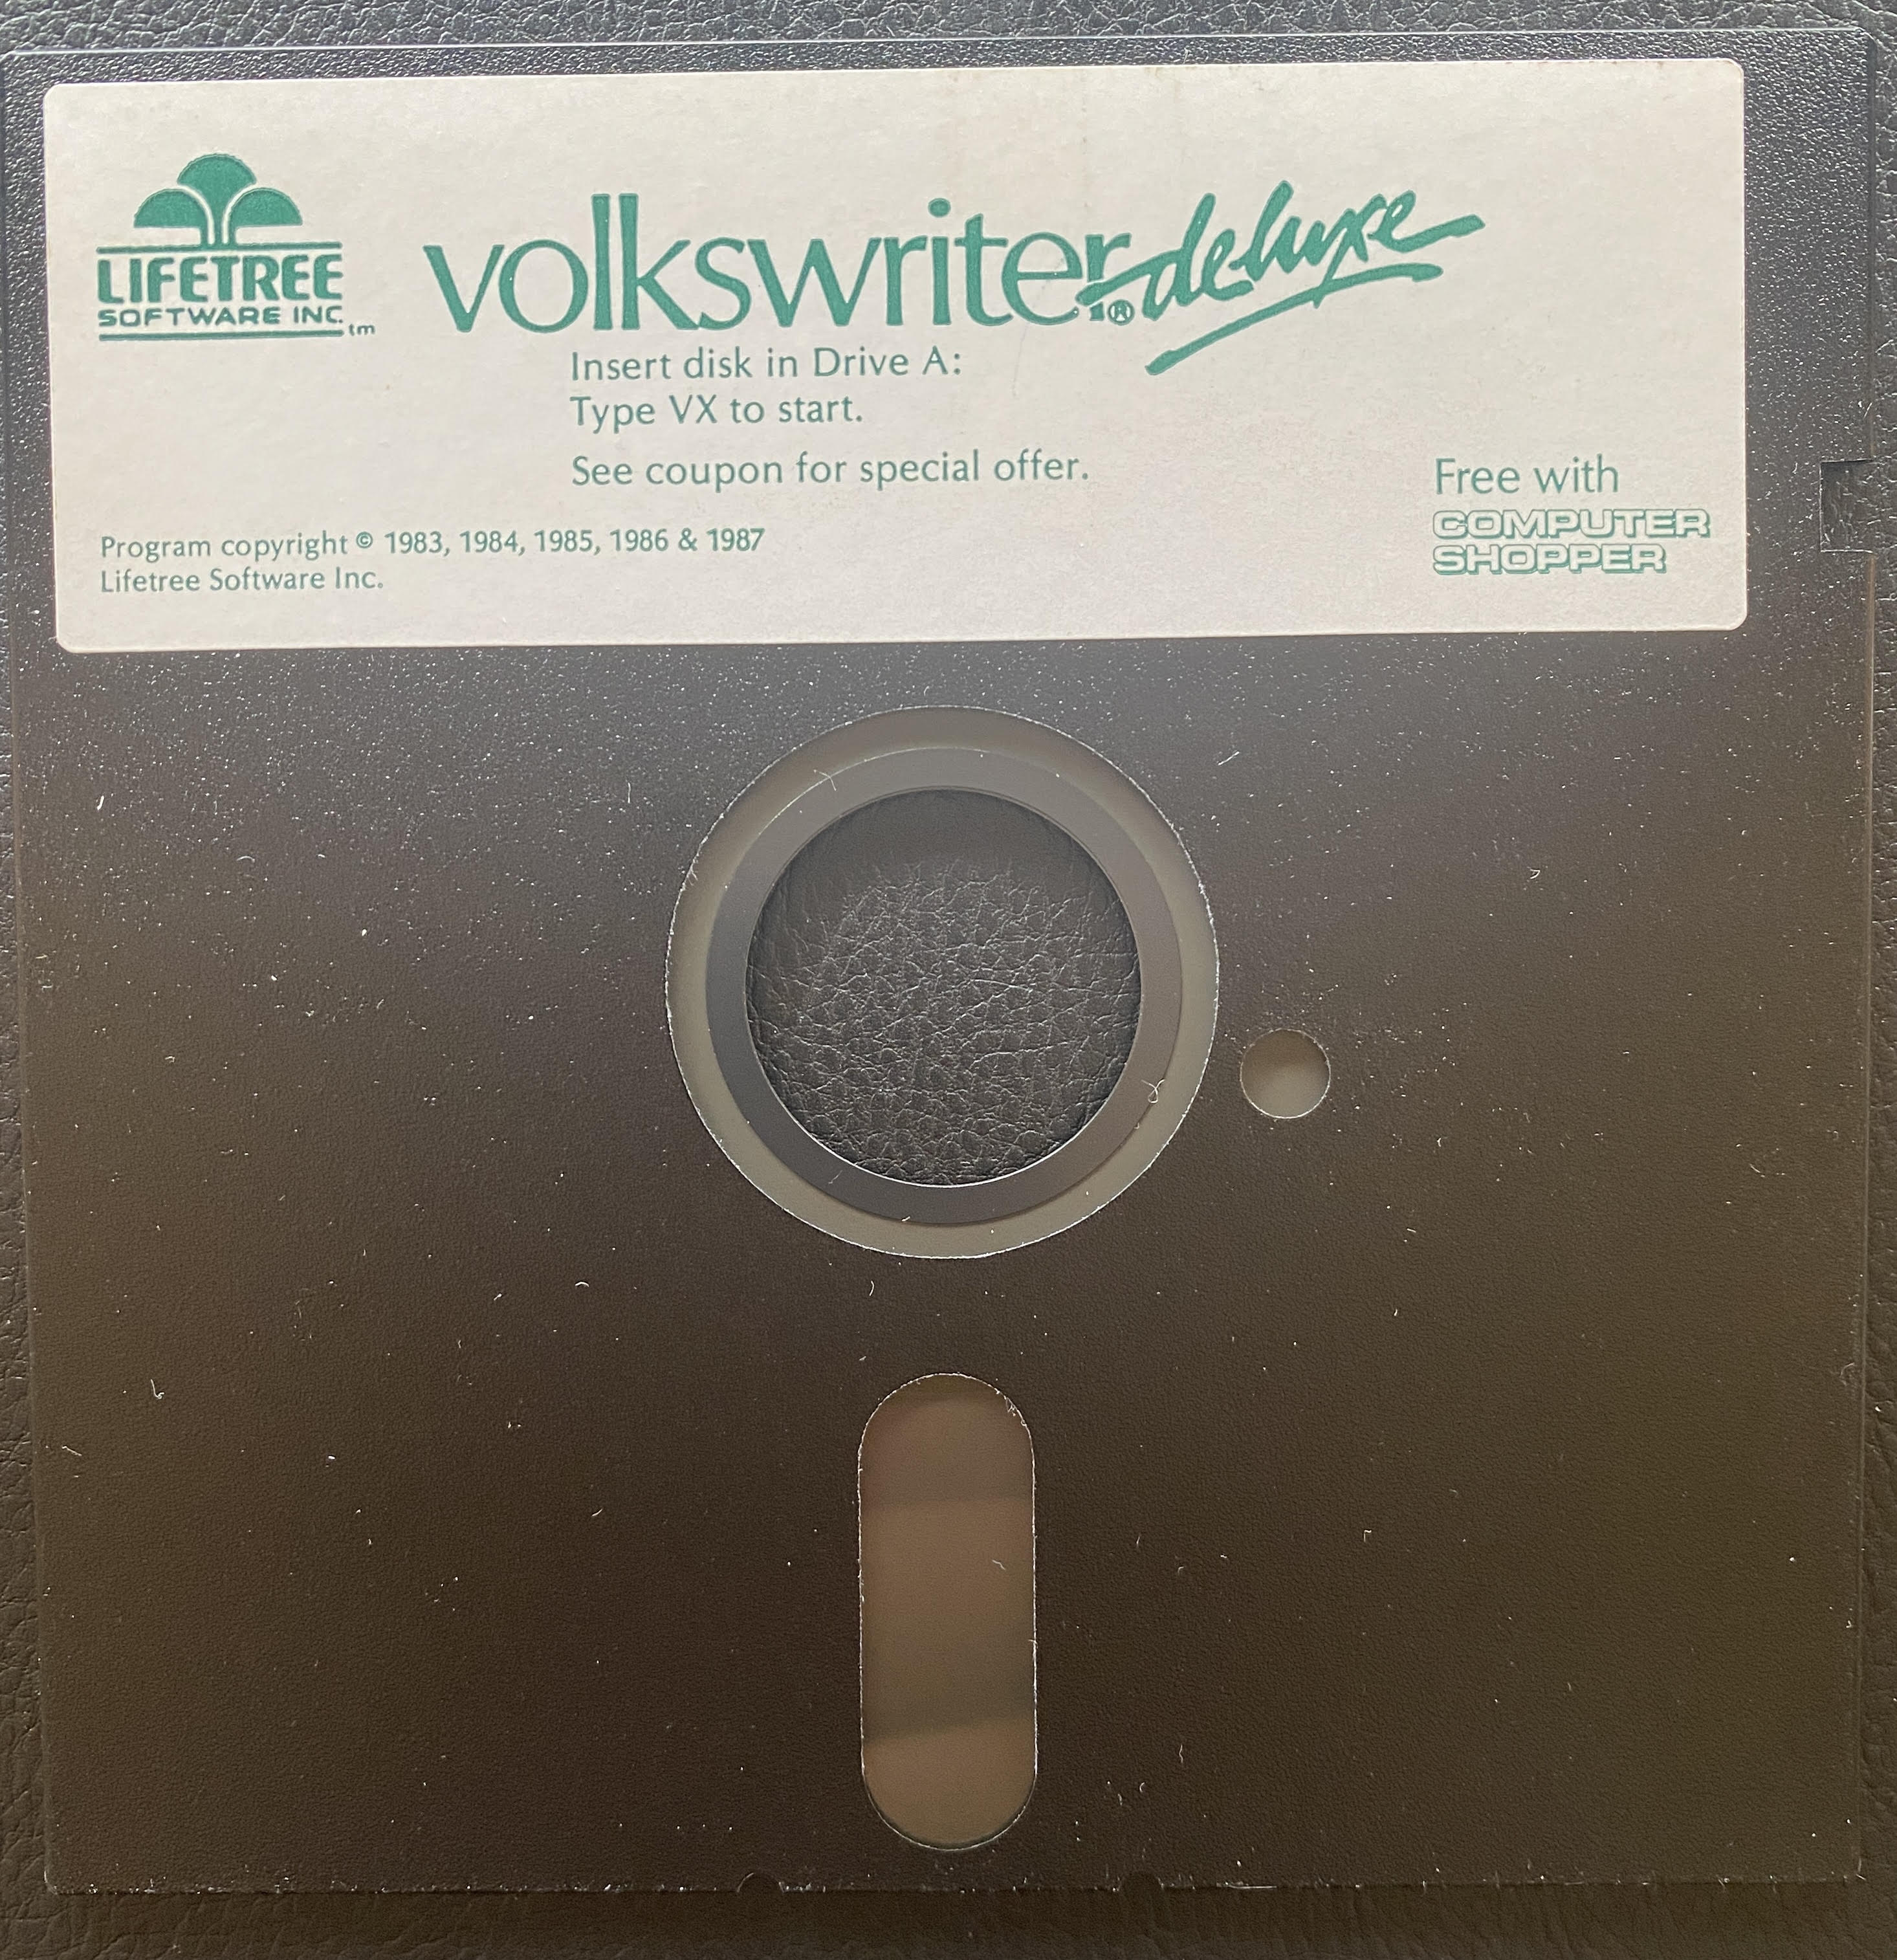 LIFETREE
SOFTWARE INC.tm
volkswriter®deluxe
Insert disk in Drive A:
Type VX to start.
See coupon for special offer.
Free with
COMPUTER
SHOPPER
Program copyright © 1983, 1984, 1985, 1986 & 1987
Lifetree Software Inc.